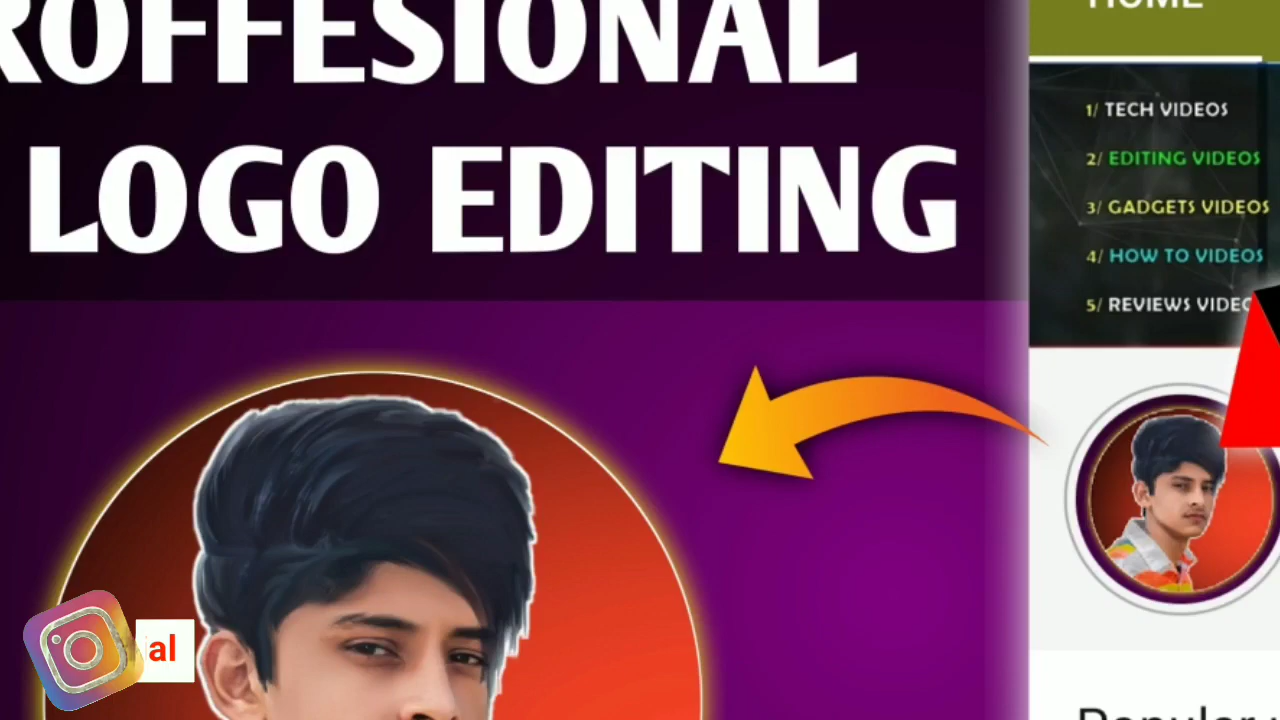 ROFFESIONAL
LOGO EDITING
HOME
1/ TECH VIDEOS
2/ EDITING VIDEOS
3/ GADGETS VIDEOS
4/ HOW TO VIDEOS
5/ REVIEWS VIDEO
al
Popular